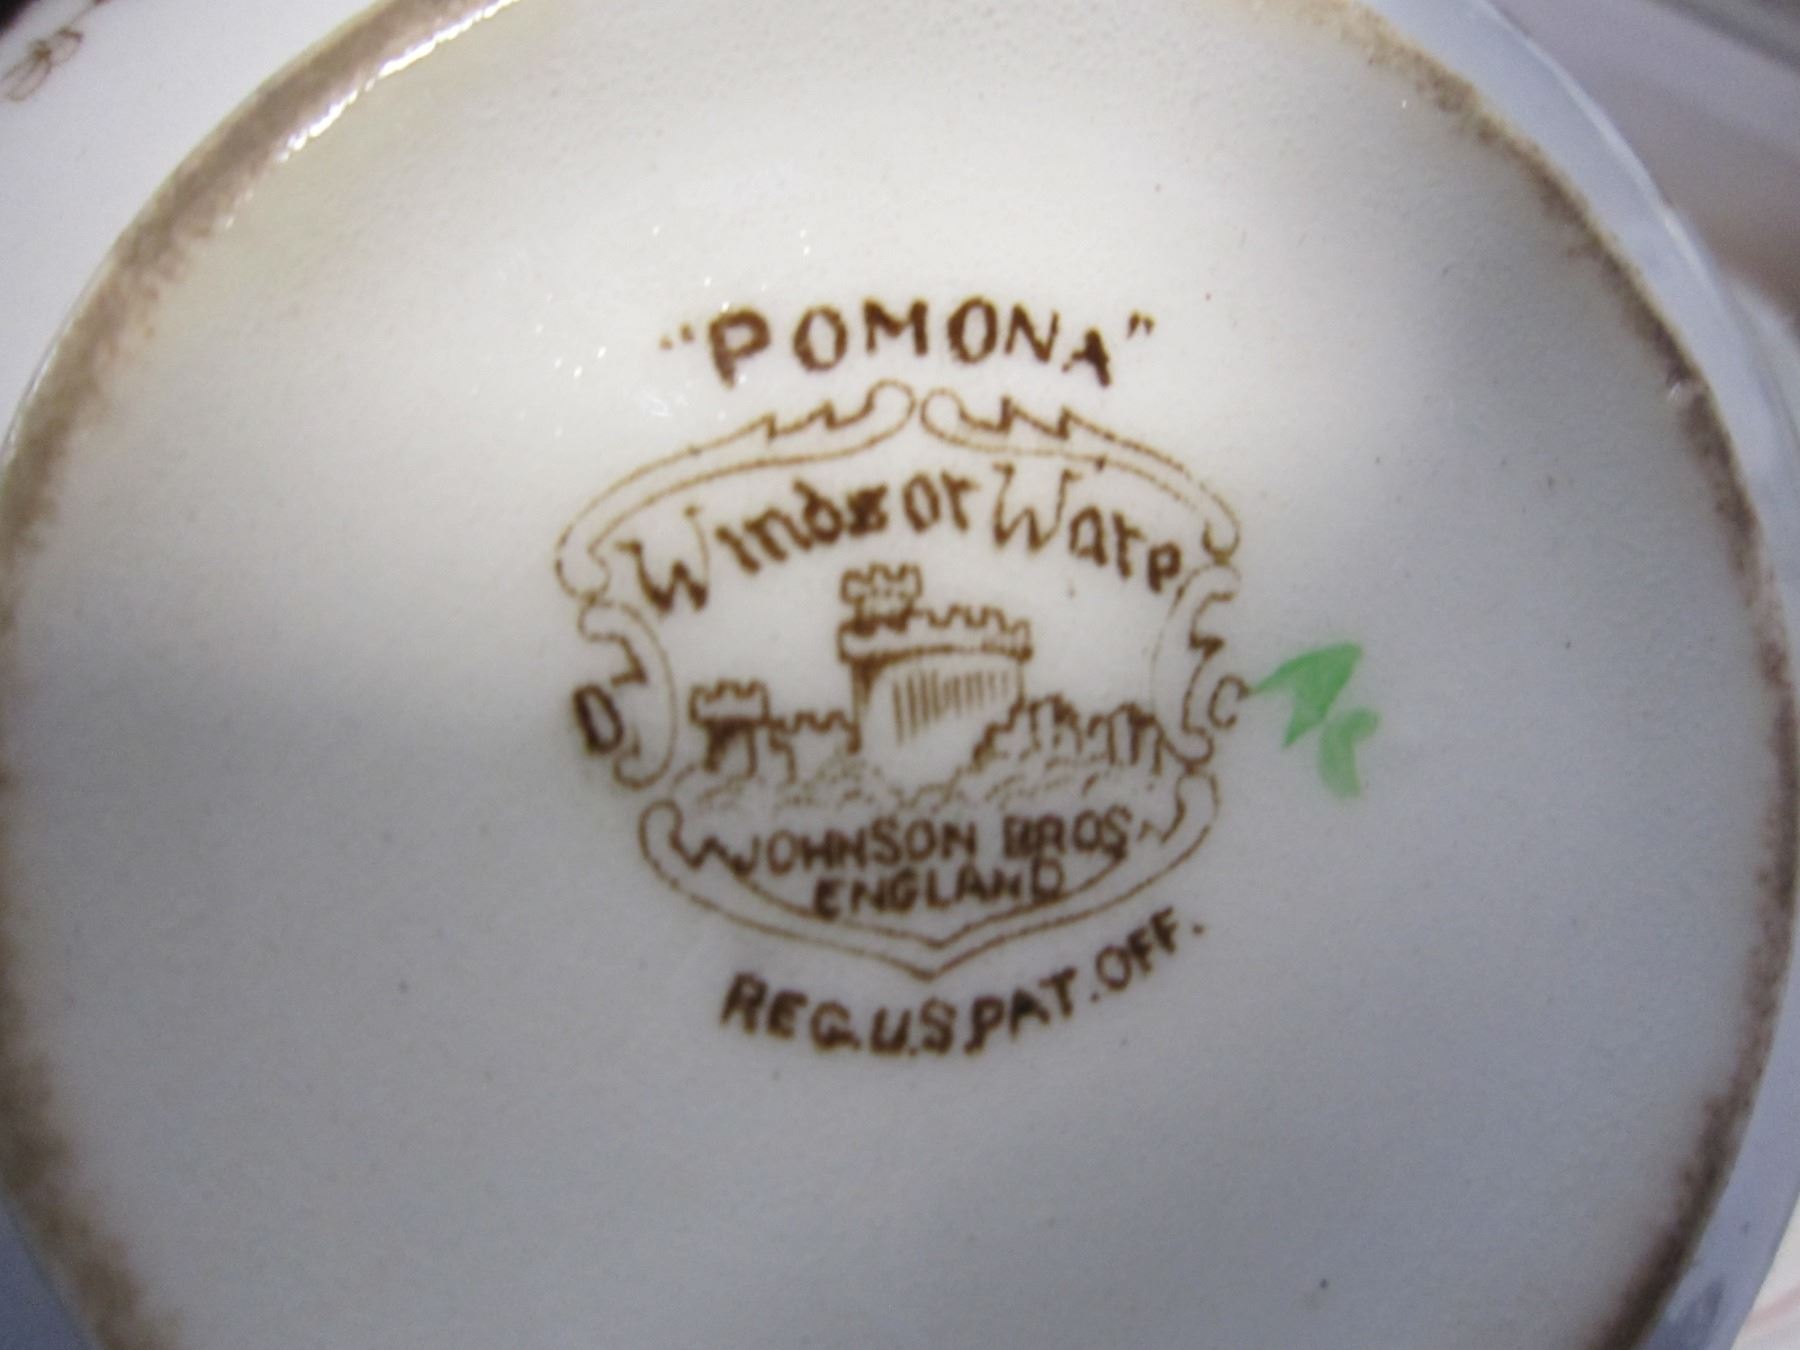 "POMONA"
Windsor Ware
D C
JOHNSON BROS
ENGLAND
REG.U.S PAT.OFF.